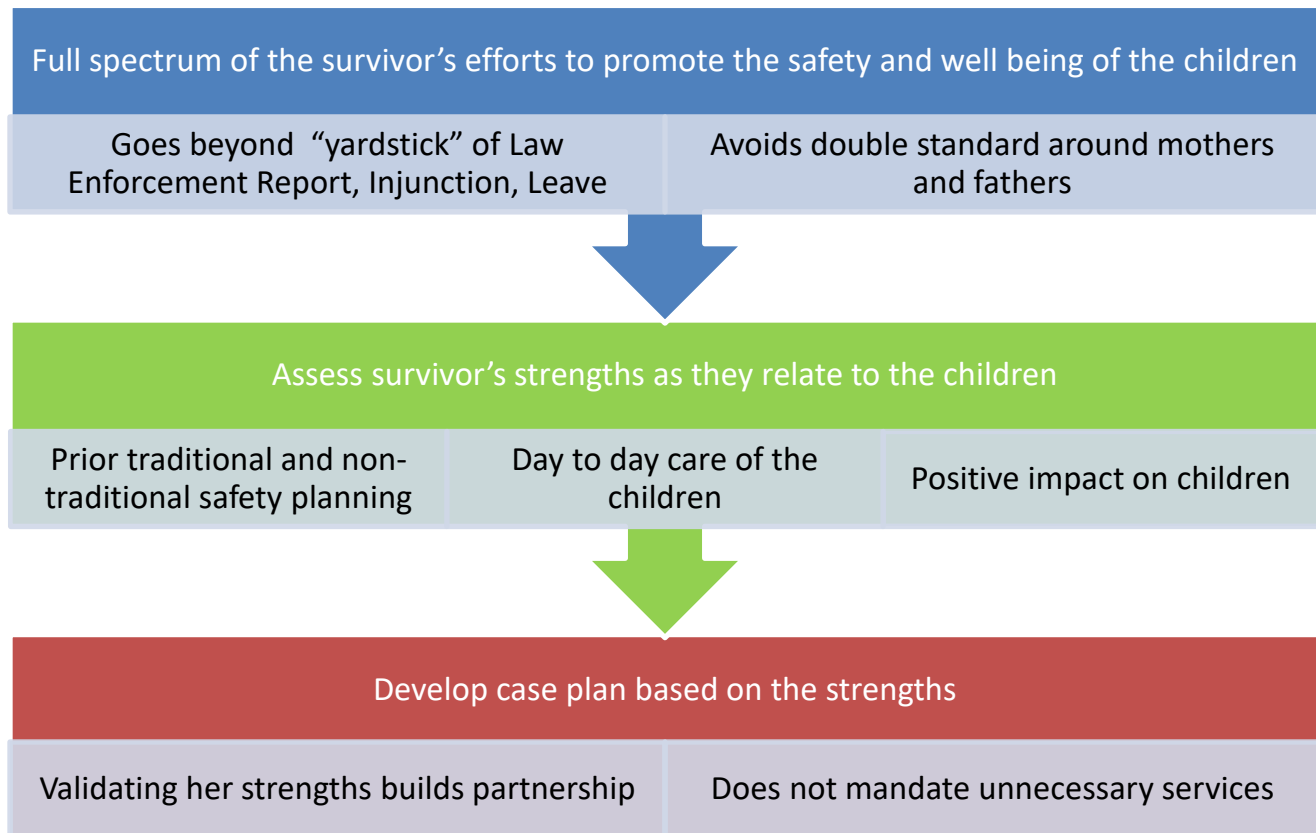 Full spectrum of the survivor’s efforts to promote the safety and well being of the children
Goes beyond “yardstick” of Law
Enforcement Report, Injunction, Leave
Avoids double standard around mothers
and fathers
Assess survivor’s strengths as they relate to the children
Prior traditional and non-
traditional safety planning
Day to day care of the
children
Positive impact on children
Develop case plan based on the strengths
Validating her strengths builds partnership
Does not mandate unnecessary services